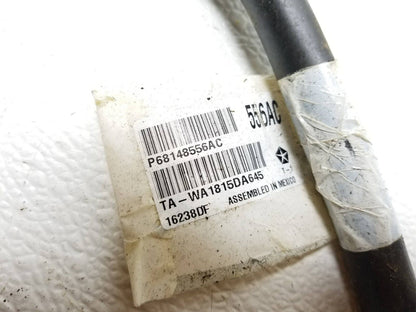 556AC
P68148556AC
TA-WA1815DA645
16238DF ASSEMBLED IN MEXICO